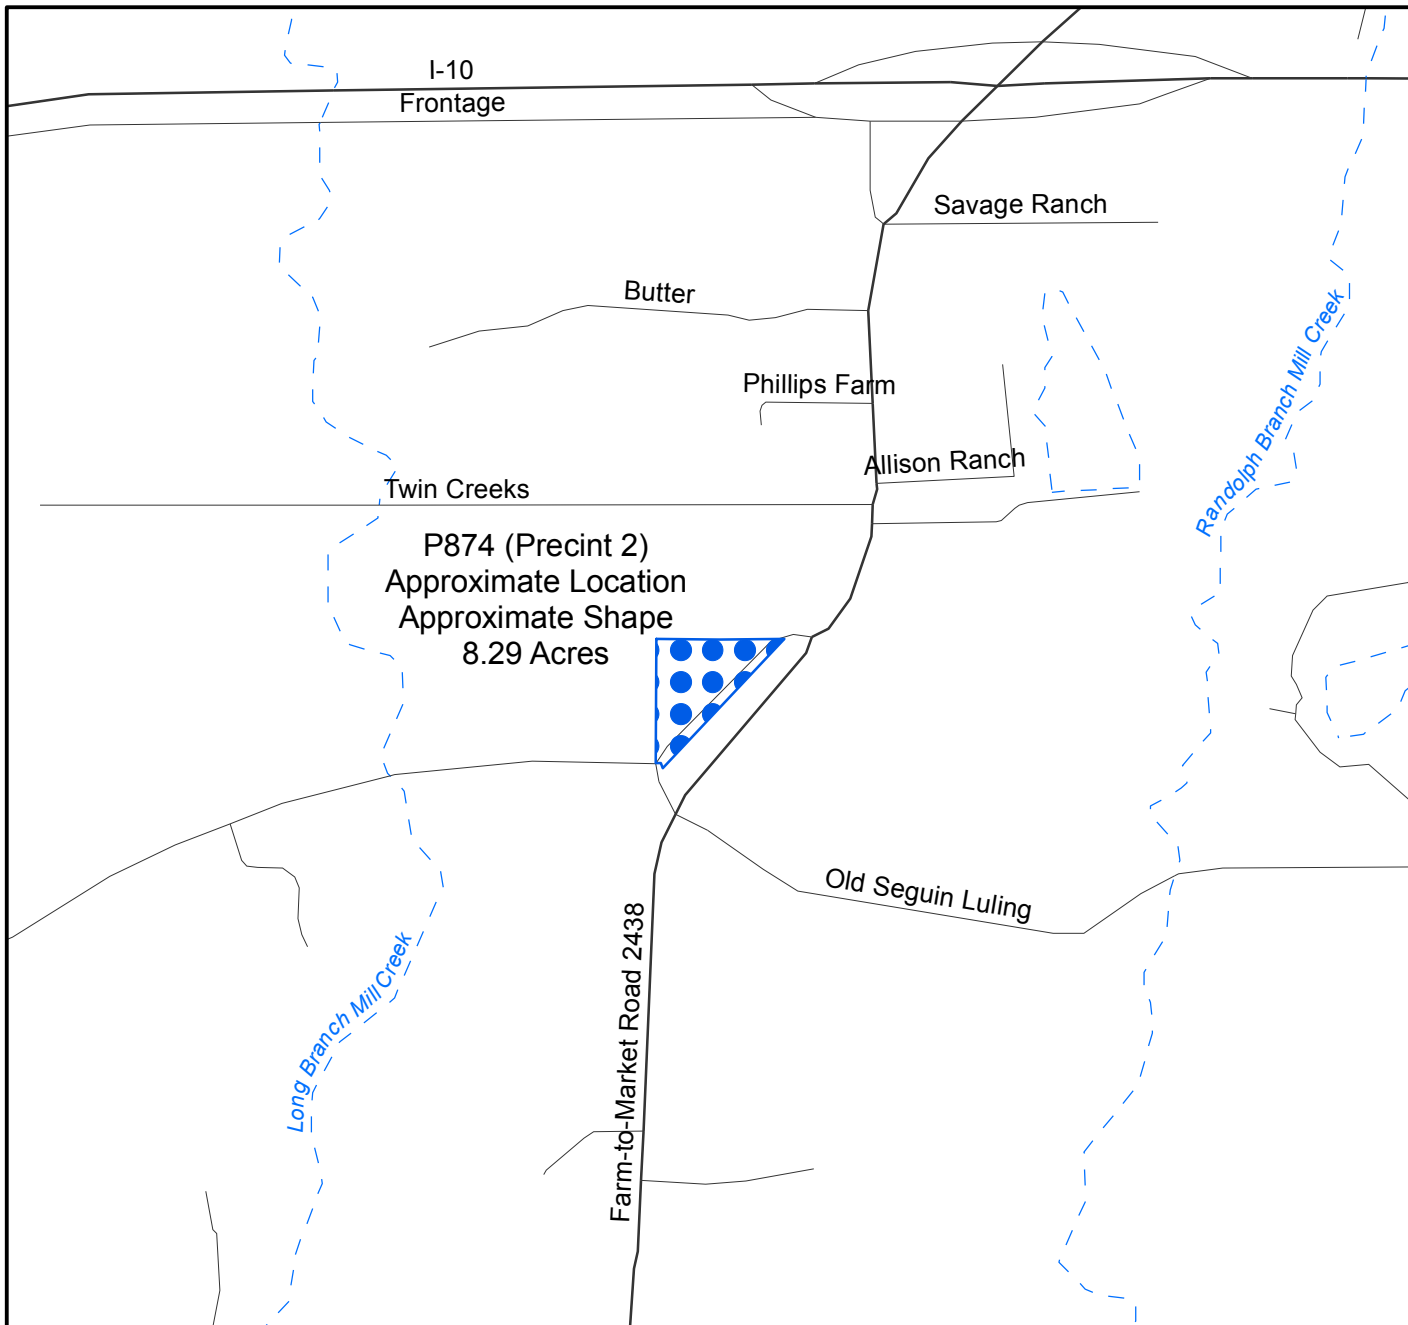 I-10
Frontage
Savage Ranch
Butter
Phillips Farm
Allison Ranch
Twin Creeks
Randolph Branch Mill Creek
P874 (Precint 2)
Approximate Location
Approximate Shape
8.29 Acres
Old Seguin Luling
Farm-to-Market Road 2438
Long Branch Mill Creek